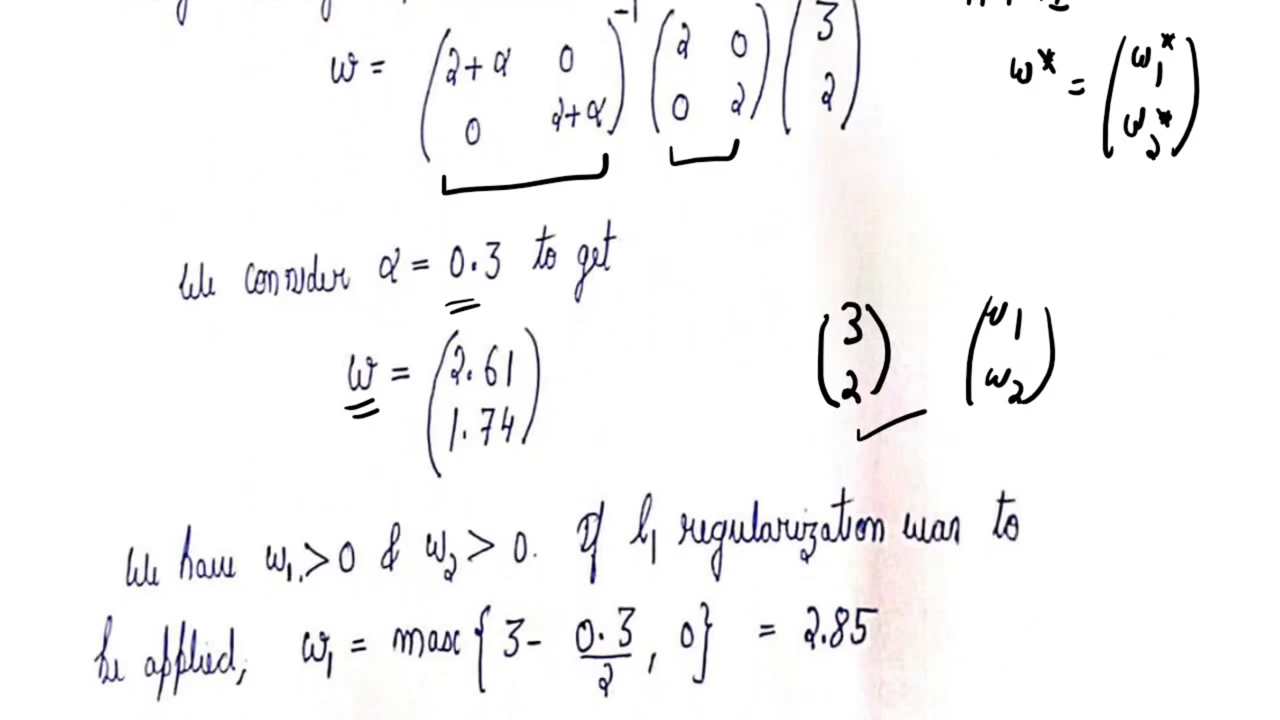 w = ( 2+α 0 ; 0 2+α )⁻¹ ( 2 0 ; 0 2 ) ( 3 ; 2 )
w* = ( w₁* ; w₂* )
We consider α = 0.3 to get
w = ( 2.61 ; 1.74 )
( 3 ; 2 ) ( w1 ; w2 )
We have w₁ > 0 & w₂ > 0. If l₁ regularization was to
be applied, w₁ = max { 3 - 0.3/2 , 0 } = 2.85